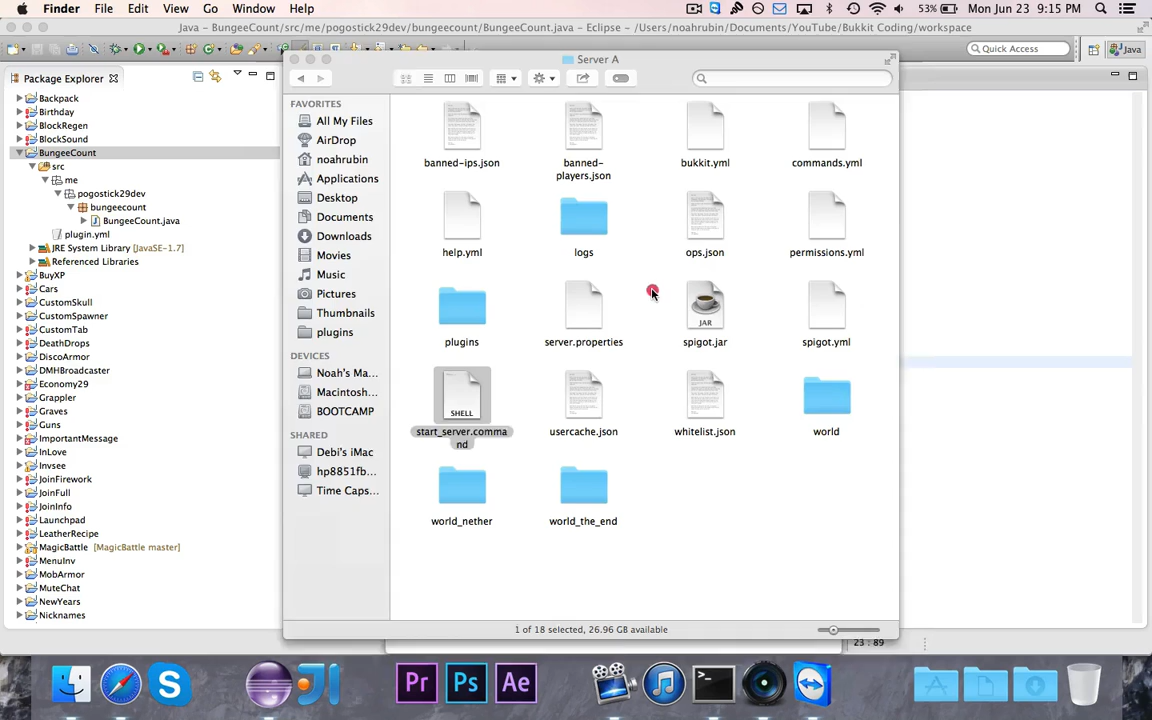 Finder File Edit View Go Window Help
53% Mon Jun 23 9:15 PM
Java – BungeeCount/src/me/pogostick29dev/bungeecount/BungeeCount.java – Eclipse – /Users/noahrubin/Documents/YouTube/Bukkit Coding/workspace
Quick Access
Java
Package Explorer
Backpack
Birthday
BlockRegen
BlockSound
BungeeCount
src
me
pogostick29dev
bungeecount
BungeeCount.java
plugin.yml
JRE System Library [JavaSE-1.7]
Referenced Libraries
BuyXP
Cars
CustomSkull
CustomSpawner
CustomTab
DeathDrops
DiscoArmor
DMHBroadcast
Economy29
Grappler
Graves
Guns
ImportantMessage
InLove
Invsee
JoinFirework
JoinFull
JoinInfo
Launchpad
LeatherRecipe
MagicBattle [MagicBattle master]
MenuInv
MobArmor
MuteChat
NewYears
Nicknames
Server A
FAVORITES
All My Files
AirDrop
noahrubin
Applications
Desktop
Documents
Downloads
Movies
Music
Pictures
Thumbnails
plugins
DEVICES
Noah's Ma...
Macintosh...
BOOTCAMP
SHARED
Debi's iMac
hp8851fb...
Time Caps...
banned-ips.json
banned-
players.json
bukkit.yml
commands.yml
help.yml
logs
ops.json
permissions.yml
plugins
server.properties
JAR
spigot.jar
spigot.yml
SHELL
start_server.comma
nd
usercache.json
whitelist.json
world
world_nether
world_the_end
1 of 18 selected, 26.96 GB available
23 : 89
Pr
Ps
Ae